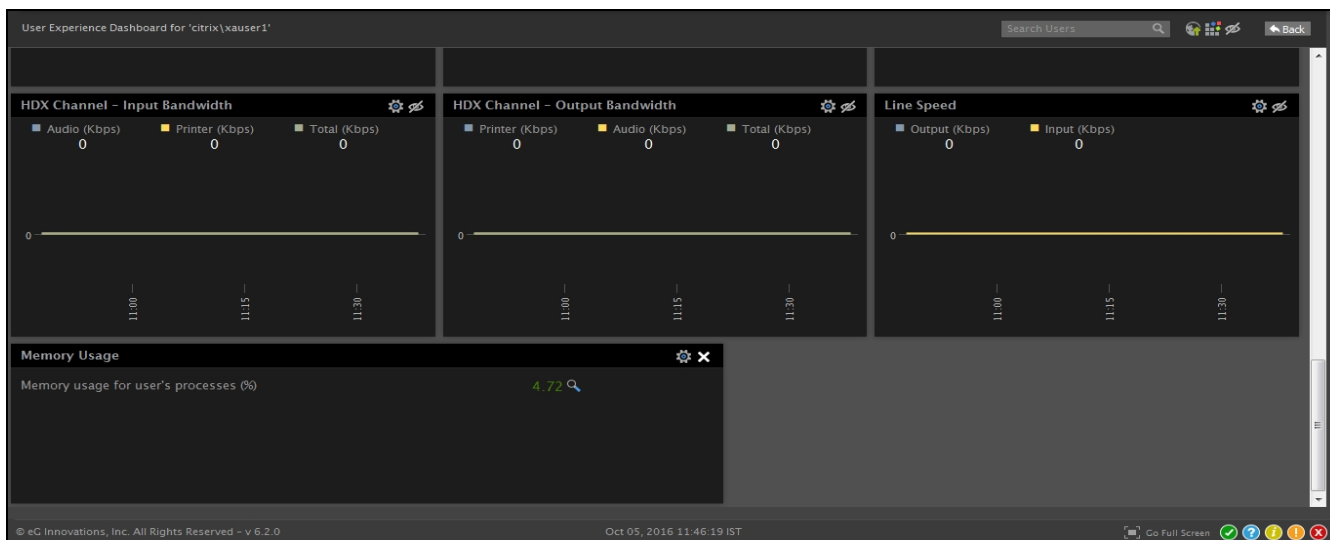 User Experience Dashboard for 'citrix\xauser1'
Search Users
Back
HDX Channel - Input Bandwidth
Audio (Kbps) Printer (Kbps) Total (Kbps)
0 0 0
0
11:00 11:15 11:30
HDX Channel - Output Bandwidth
Printer (Kbps) Audio (Kbps) Total (Kbps)
0 0 0
0
11:00 11:15 11:30
Line Speed
Output (Kbps) Input (Kbps)
0 0
0
11:00 11:15 11:30
Memory Usage
Memory usage for user's processes (%) 4.72
© eG Innovations, Inc. All Rights Reserved - v 6.2.0
Oct 05, 2016 11:46:19 IST
Go Full Screen